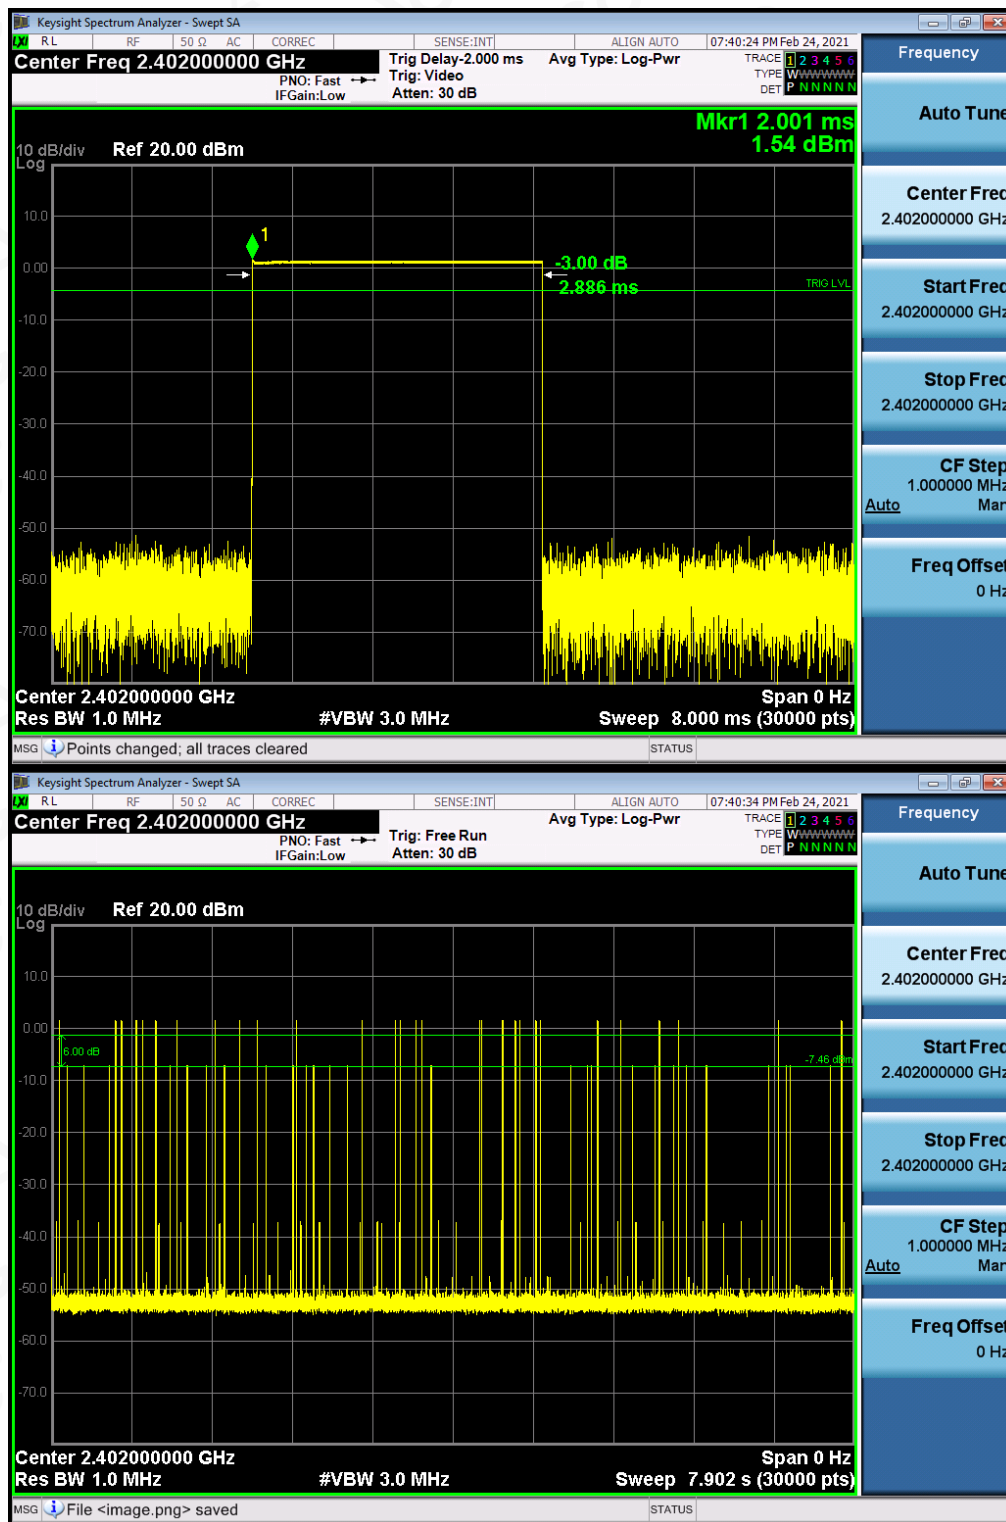 Keysight Spectrum Analyzer - Swept SA
LXI RL RF 50 Ω AC CORREC SENSE:INT ALIGN AUTO 07:40:24 PM Feb 24, 2021
Center Freq 2.402000000 GHz
PNO: Fast
IFGain:Low
Trig Delay-2.000 ms
Trig: Video
Atten: 30 dB
Avg Type: Log-Pwr
TRACE 1 2 3 4 5 6
TYPE WWWWWWW
DET P N N N N N
Mkr1 2.001 ms
1.54 dBm
10 dB/div Ref 20.00 dBm
Log
10.0
1
0.00
-3.00 dB
2.886 ms
TRIG LVL
-10.0
-20.0
-30.0
-40.0
-50.0
-60.0
-70.0
Center 2.402000000 GHz Span 0 Hz
Res BW 1.0 MHz #VBW 3.0 MHz Sweep 8.000 ms (30000 pts)
MSG Points changed; all traces cleared STATUS
Frequency
Auto Tune
Center Freq
2.402000000 GHz
Start Freq
2.402000000 GHz
Stop Freq
2.402000000 GHz
CF Step
1.000000 MHz
Auto Man
Freq Offset
0 Hz
Keysight Spectrum Analyzer - Swept SA
LXI RL RF 50 Ω AC CORREC SENSE:INT ALIGN AUTO 07:40:34 PM Feb 24, 2021
Center Freq 2.402000000 GHz
PNO: Fast
IFGain:Low
Trig: Free Run
Atten: 30 dB
Avg Type: Log-Pwr
TRACE 1 2 3 4 5 6
TYPE WWWWWWW
DET P N N N N N
10 dB/div Ref 20.00 dBm
Log
10.0
0.00
6.00 dB
-7.46 dBm
-10.0
-20.0
-30.0
-40.0
-50.0
-60.0
-70.0
Center 2.402000000 GHz Span 0 Hz
Res BW 1.0 MHz #VBW 3.0 MHz Sweep 7.902 s (30000 pts)
MSG File <image.png> saved STATUS
Frequency
Auto Tune
Center Freq
2.402000000 GHz
Start Freq
2.402000000 GHz
Stop Freq
2.402000000 GHz
CF Step
1.000000 MHz
Auto Man
Freq Offset
0 Hz